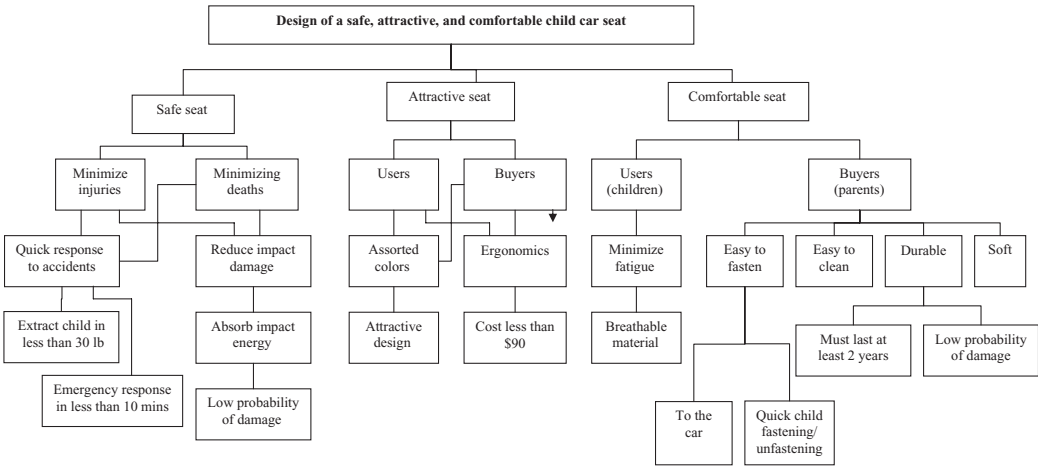 Design of a safe, attractive, and comfortable child car seat
Safe seat
Attractive seat
Comfortable seat
Minimize
injuries
Minimizing
deaths
Users
Buyers
Users
(children)
Buyers
(parents)
Quick response
to accidents
Reduce impact
damage
Assorted
colors
Ergonomics
Minimize
fatigue
Easy to
fasten
Easy to
clean
Durable
Soft
Extract child in
less than 30 lb
Absorb impact
energy
Attractive
design
Cost less than
$90
Breathable
material
Must last at
least 2 years
Low probability
of damage
Emergency response
in less than 10 mins
Low probability
of damage
To the
car
Quick child
fastening/
unfastening